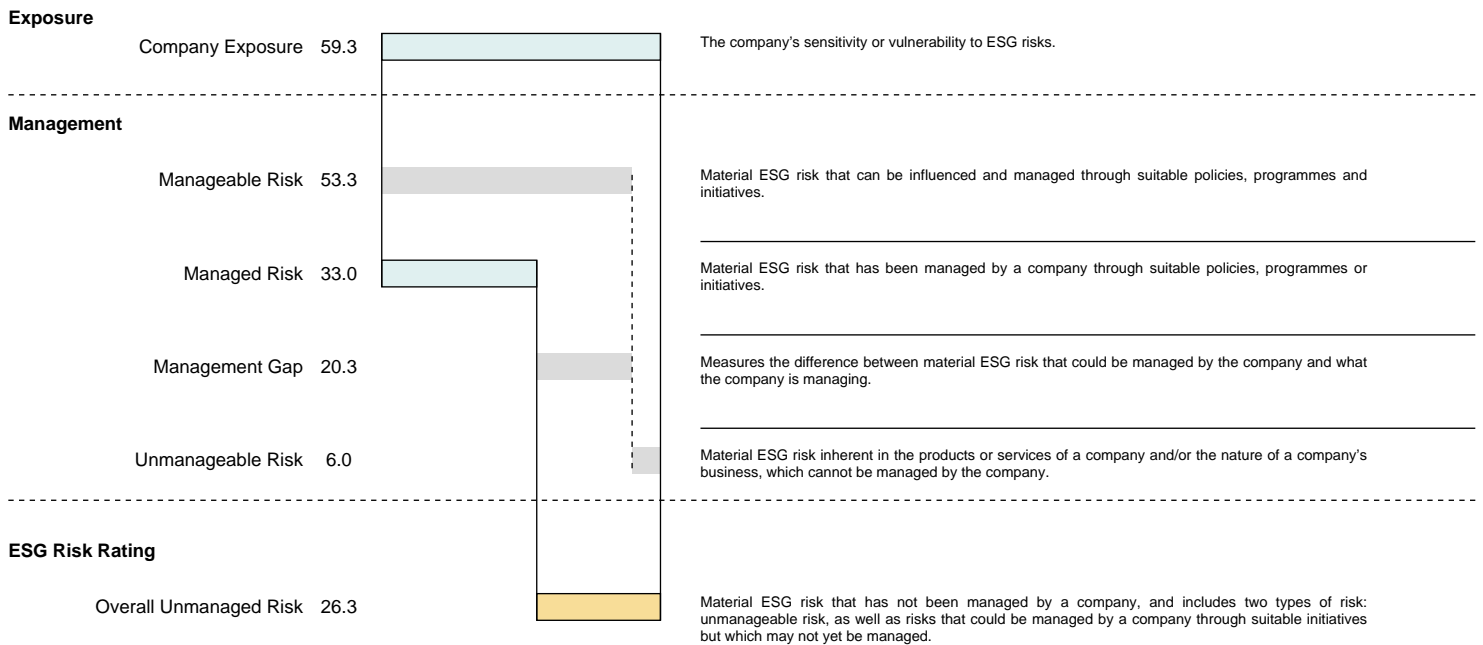 Exposure
Company Exposure 59.3
The company's sensitivity or vulnerability to ESG risks.
Management
Manageable Risk 53.3
Material ESG risk that can be influenced and managed through suitable policies, programmes and
initiatives.
Managed Risk 33.0
Material ESG risk that has been managed by a company through suitable policies, programmes or
initiatives.
Management Gap 20.3
Measures the difference between material ESG risk that could be managed by the company and what
the company is managing.
Unmanageable Risk 6.0
Material ESG risk inherent in the products or services of a company and/or the nature of a company's
business, which cannot be managed by the company.
ESG Risk Rating
Overall Unmanaged Risk 26.3
Material ESG risk that has not been managed by a company, and includes two types of risk:
unmanageable risk, as well as risks that could be managed by a company through suitable initiatives
but which may not yet be managed.